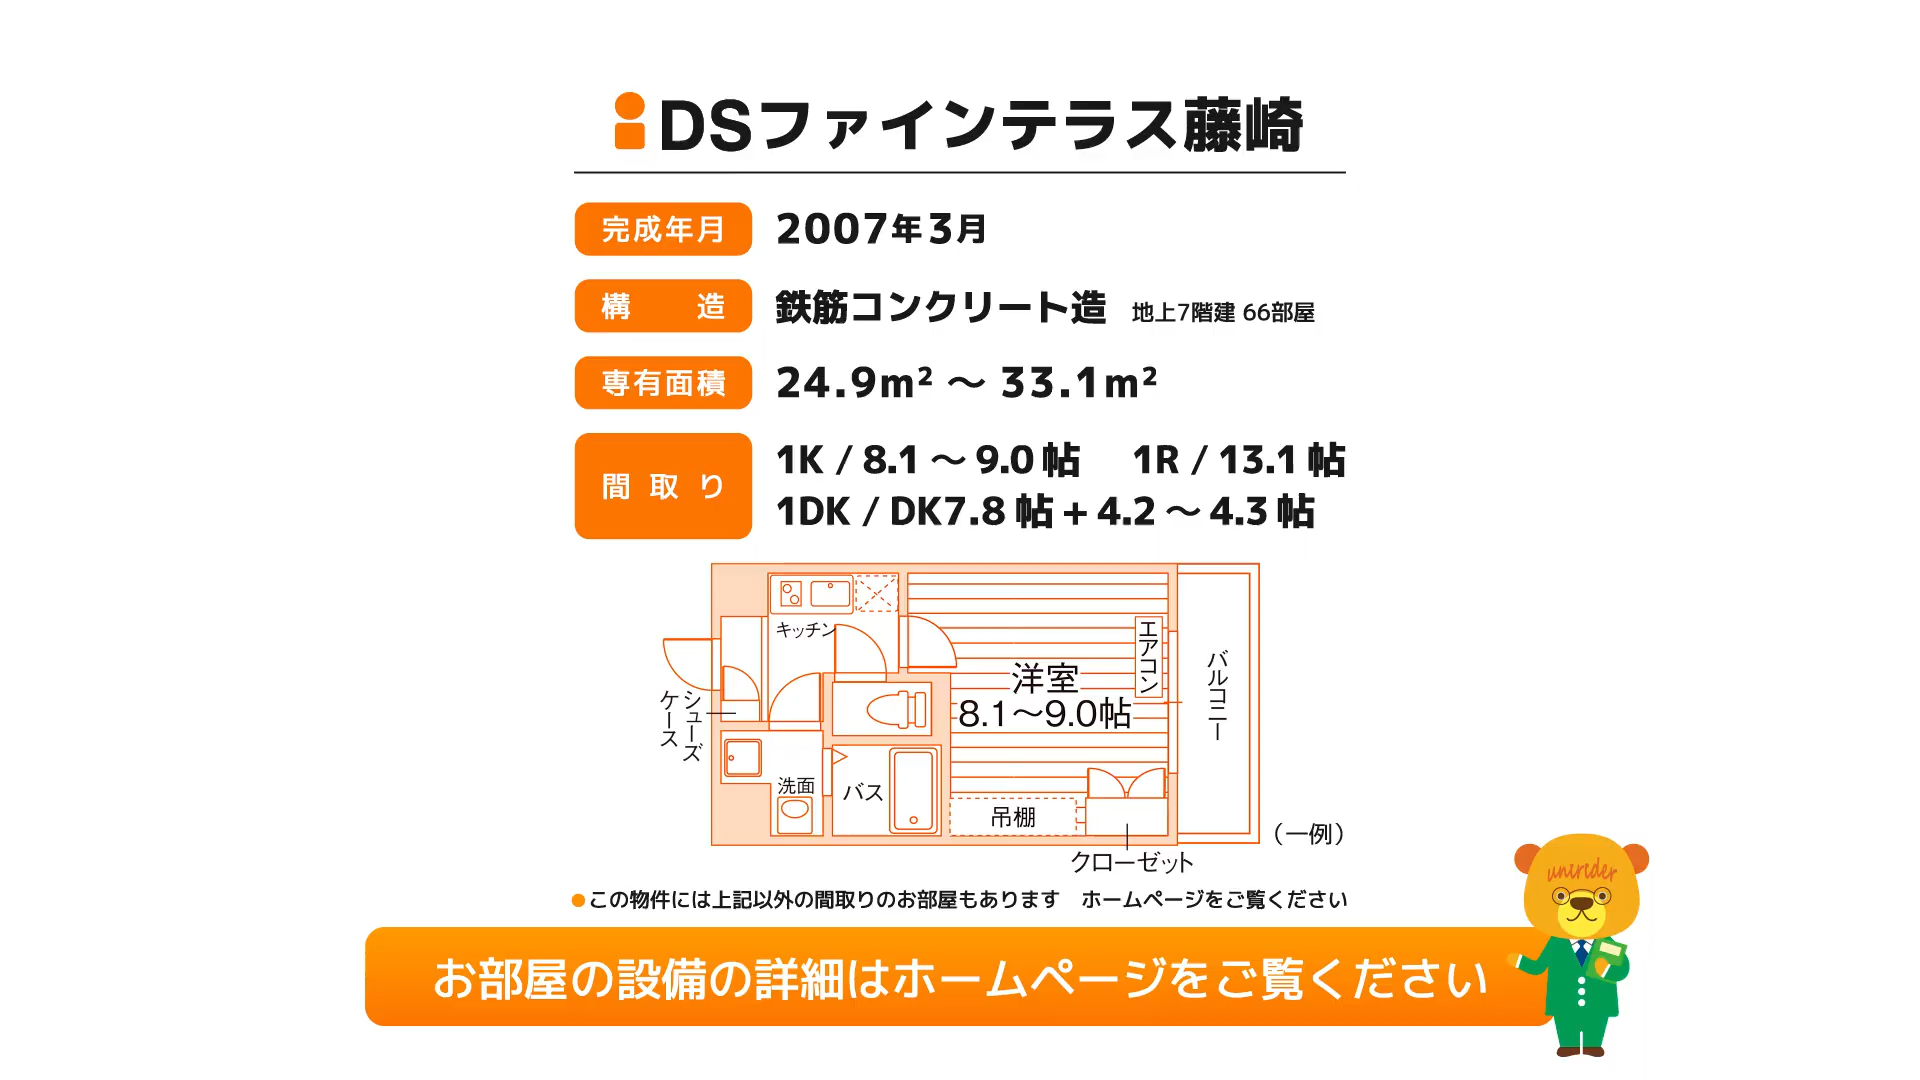 DSファインテラス藤崎
完成年月 2007年3月
構造 鉄筋コンクリート造 地上7階建 66部屋
専有面積 24.9m² ～ 33.1m²
間取り 1K / 8.1 ～ 9.0 帖 1R / 13.1 帖
1DK / DK7.8 帖 + 4.2 ～ 4.3 帖
キッチン
エアコン
バルコニー
洋室
8.1～9.0帖
シューズ
ケース
洗面
バス
吊棚
クローゼット
（一例）
●この物件には上記以外の間取りのお部屋もあります ホームページをご覧ください
unireder
お部屋の設備の詳細はホームページをご覧ください